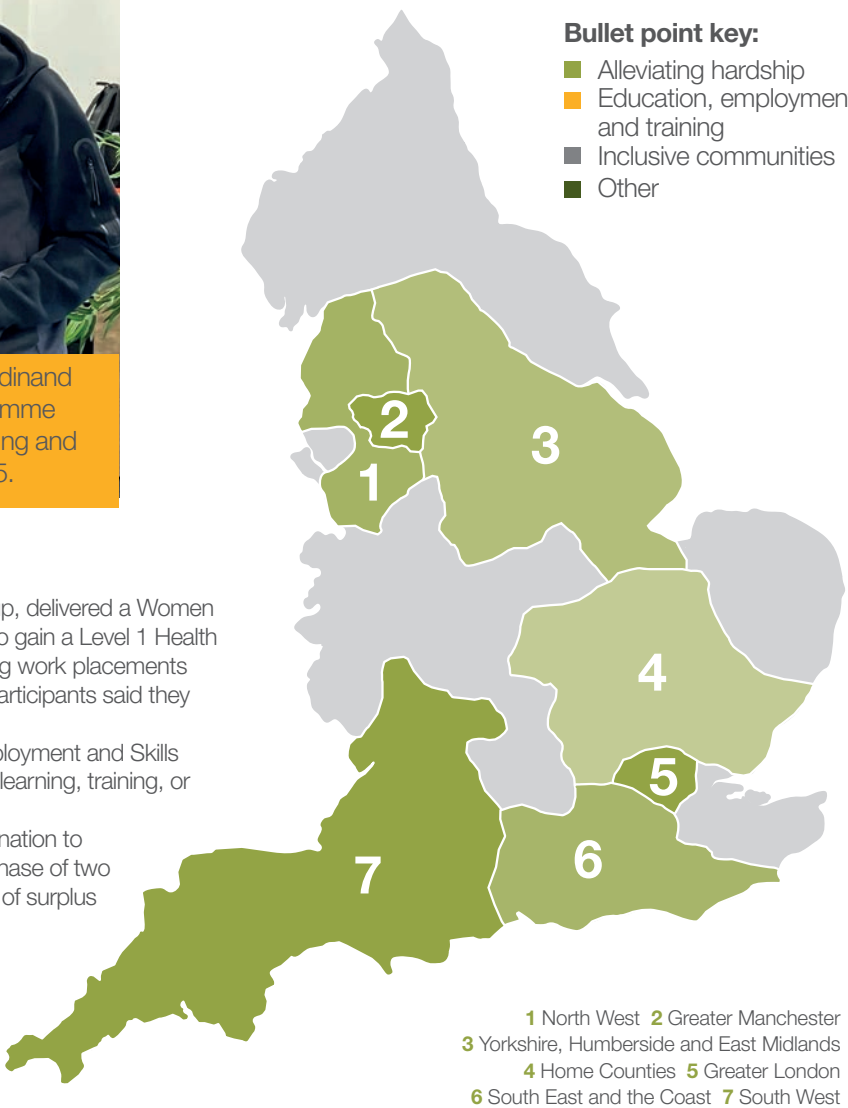 Bullet point key:
Alleviating hardship
Education, employmen
and training
Inclusive communities
Other
dinand
mme
ng and
5.
p, delivered a Women
o gain a Level 1 Health
g work placements
articipants said they
ployment and Skills
learning, training, or
nation to
hase of two
of surplus
2
3
1
4
5
6
7
1 North West 2 Greater Manchester
3 Yorkshire, Humberside and East Midlands
4 Home Counties 5 Greater London
6 South East and the Coast 7 South West